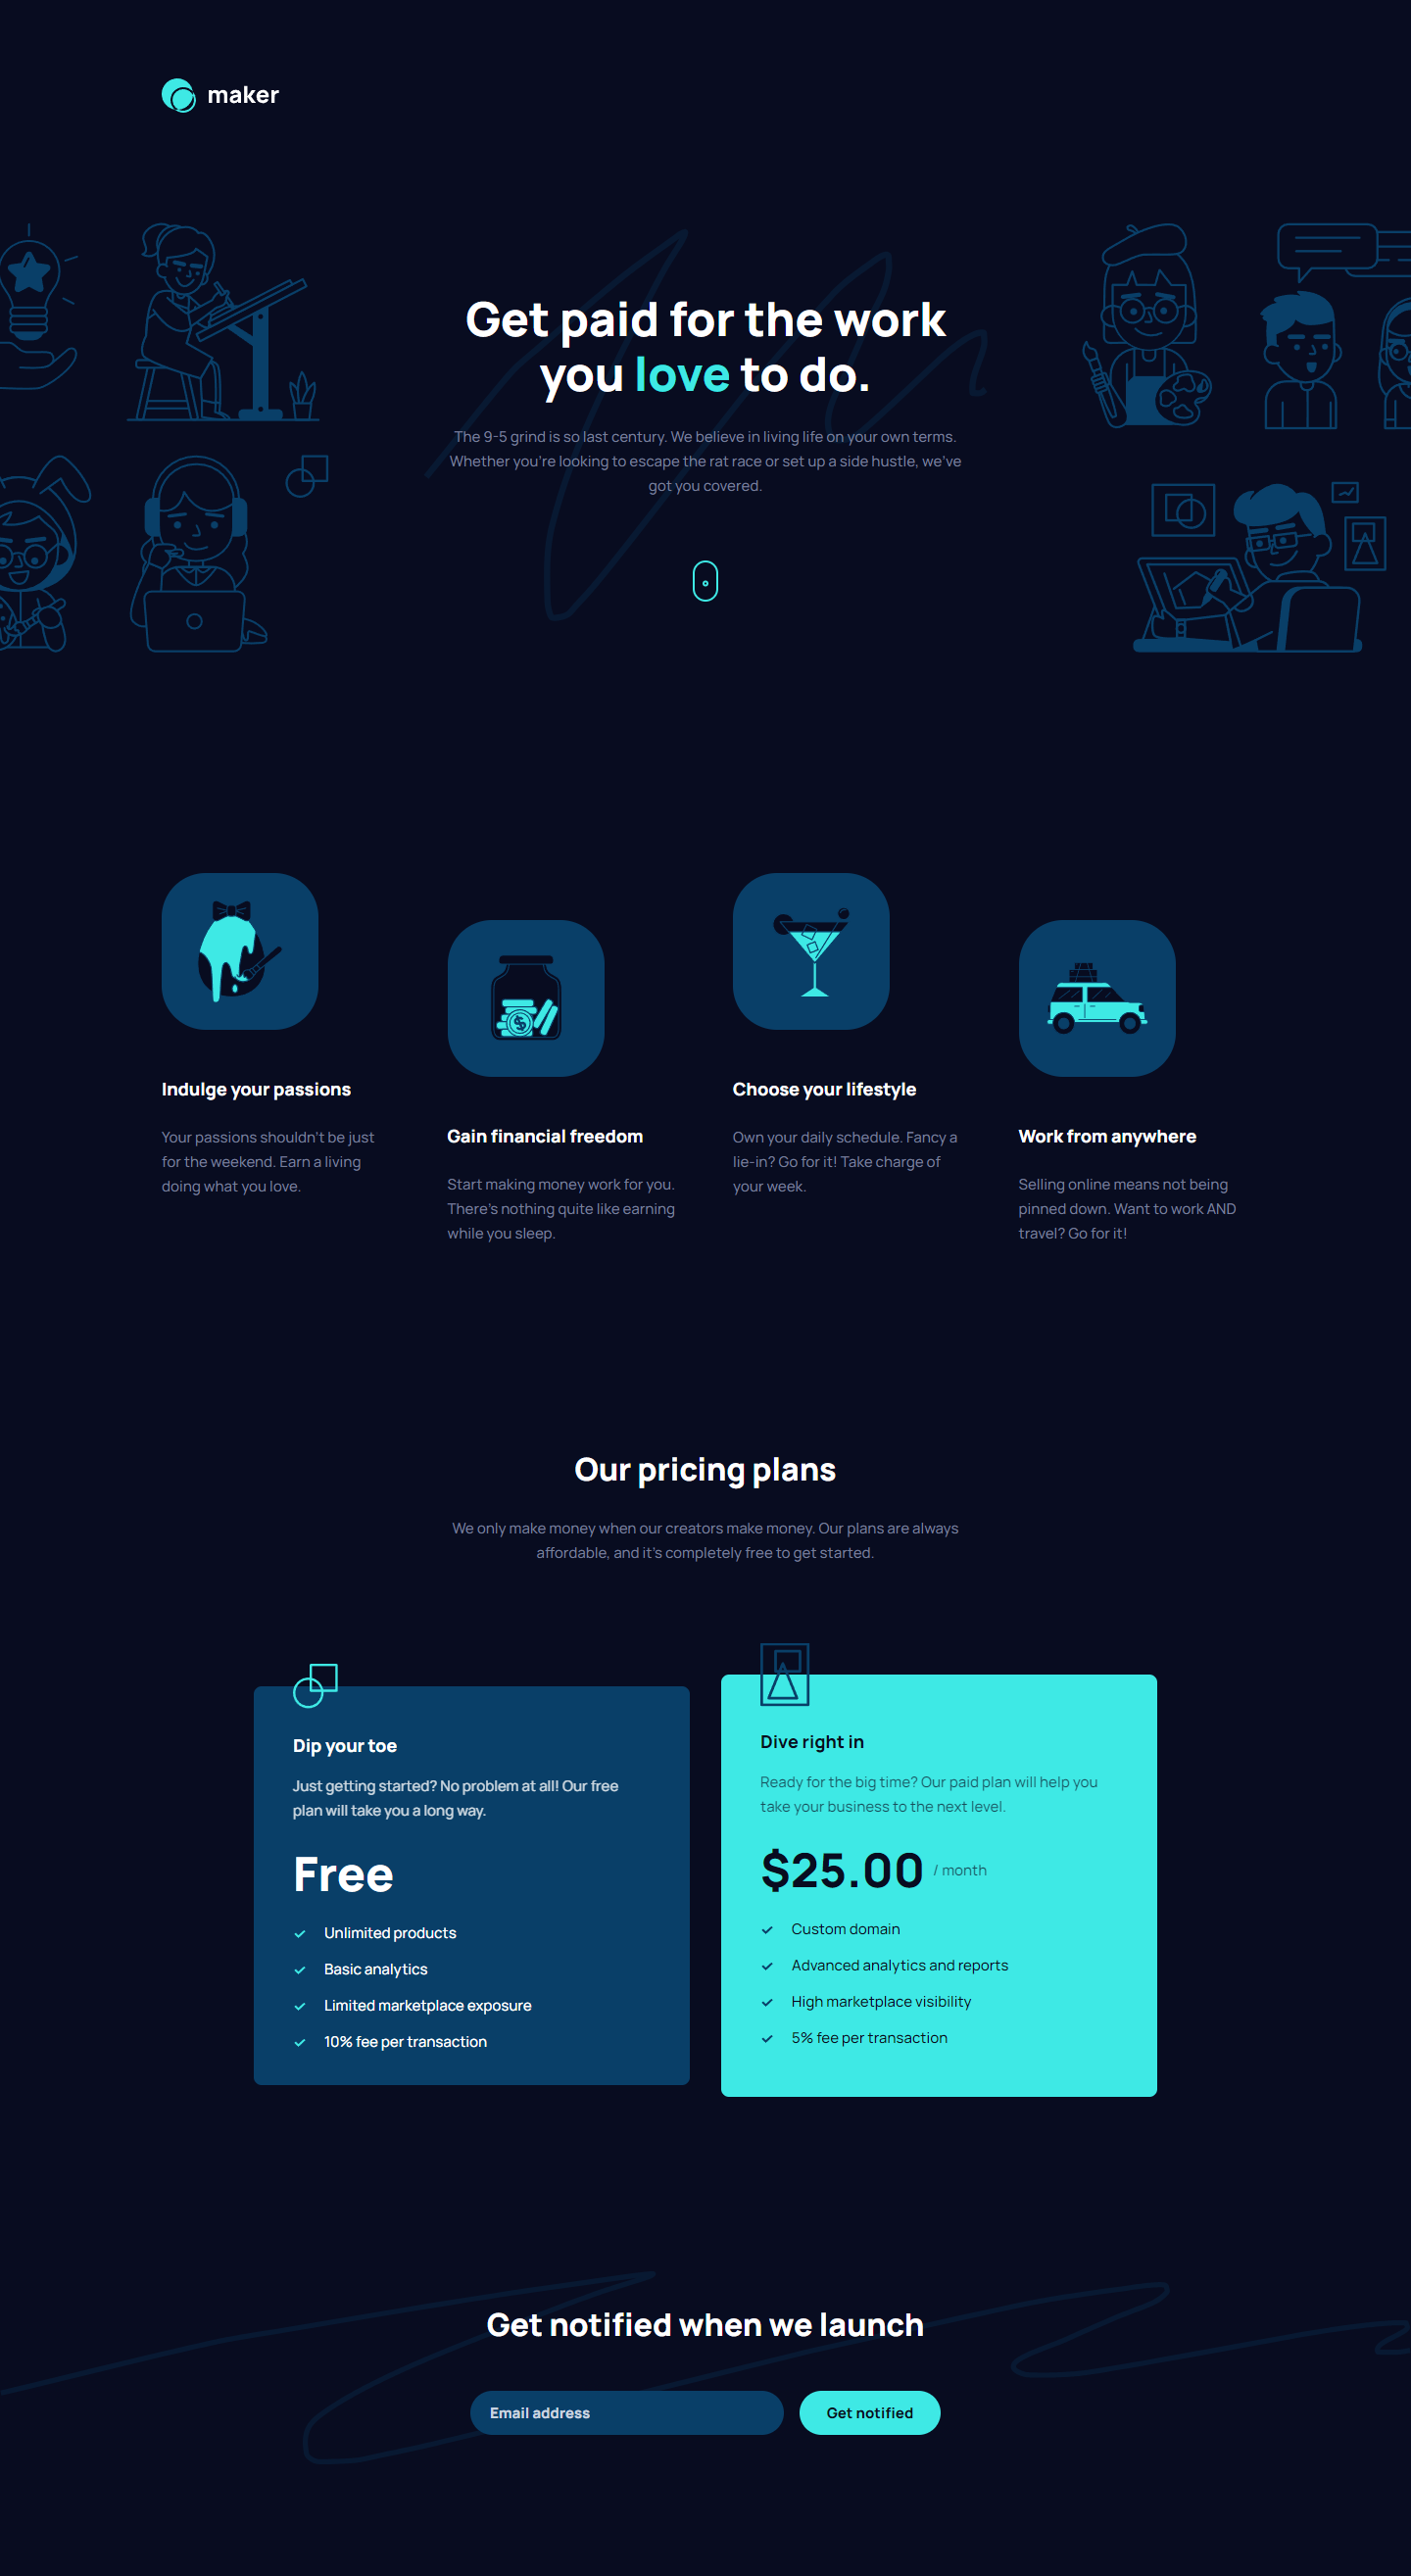 maker
Get paid for the work
you love to do.
The 9-5 grind is so last century. We believe in living life on your own terms.
Whether you're looking to escape the rat race or set up a side hustle, we've
got you covered.
Indulge your passions
Your passions shouldn't be just
for the weekend. Earn a living
doing what you love.
Gain financial freedom
Start making money work for you.
There's nothing quite like earning
while you sleep.
Choose your lifestyle
Own your daily schedule. Fancy a
lie-in? Go for it! Take charge of
your week.
Work from anywhere
Selling online means not being
pinned down. Want to work AND
travel? Go for it!
Our pricing plans
We only make money when our creators make money. Our plans are always
affordable, and it's completely free to get started.
Dip your toe
Just getting started? No problem at all! Our free
plan will take you a long way.
Free
Unlimited products
Basic analytics
Limited marketplace exposure
10% fee per transaction
Dive right in
Ready for the big time? Our paid plan will help you
take your business to the next level.
$25.00 / month
Custom domain
Advanced analytics and reports
High marketplace visibility
5% fee per transaction
Get notified when we launch
Email address
Get notified